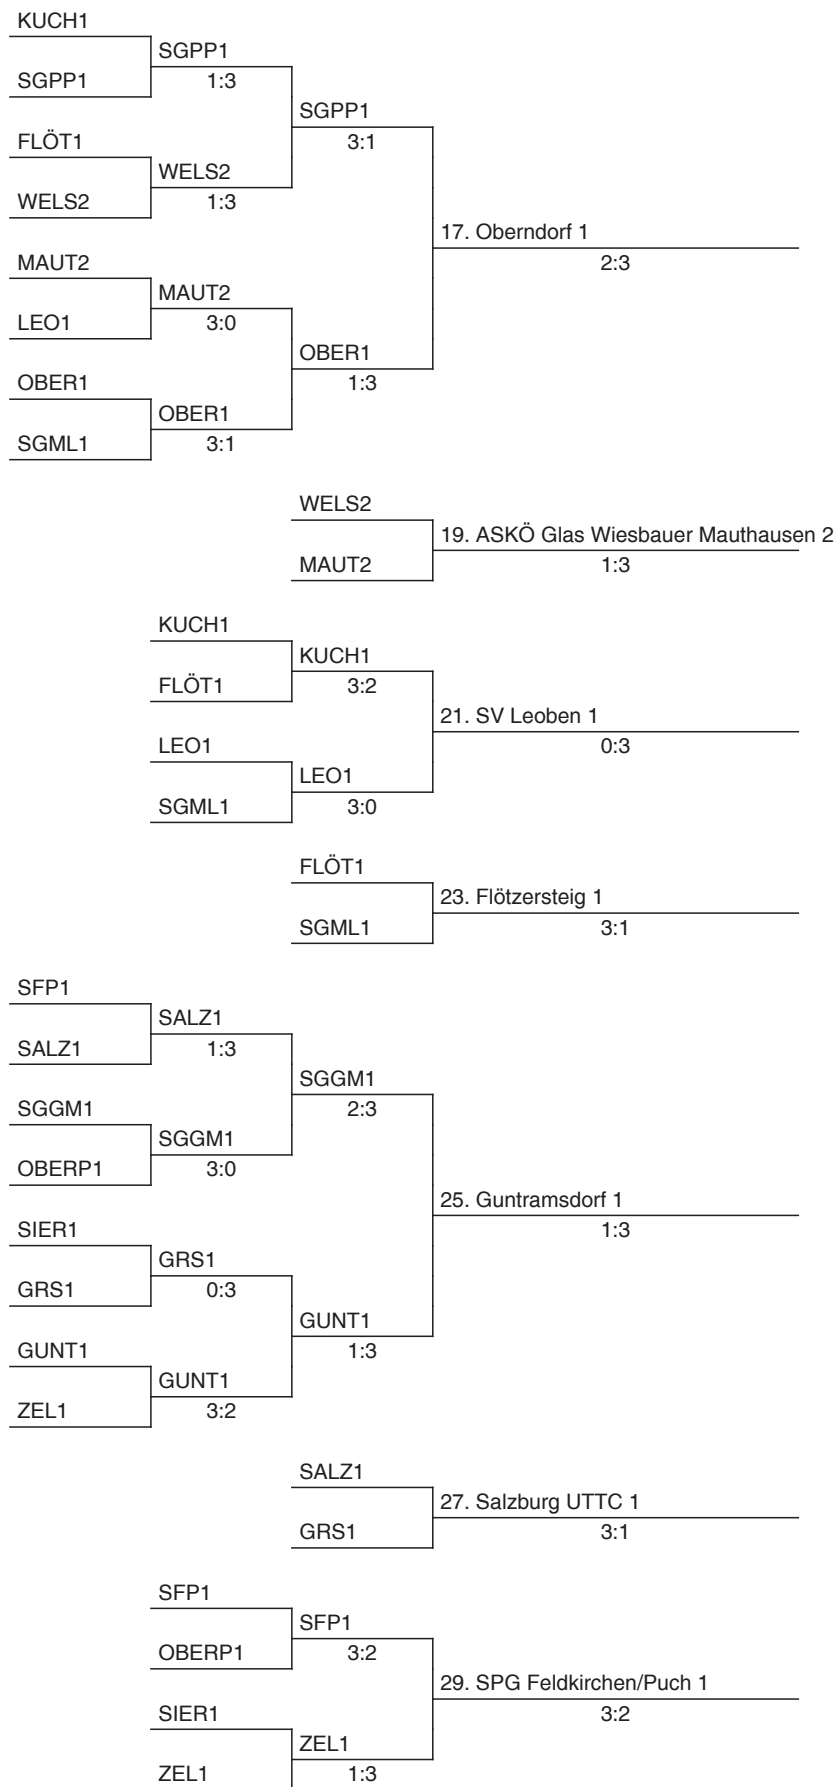 KUCH1
SGPP1
SGPP1
1:3
SGPP1
3:1
FLÖT1
WELS2
WELS2
1:3
17. Oberndorf 1
2:3
MAUT2
MAUT2
LEO1
3:0
OBER1
1:3
OBER1
OBER1
SGML1
3:1
WELS2
19. ASKÖ Glas Wiesbauer Mauthausen 2
MAUT2
1:3
KUCH1
KUCH1
FLÖT1
3:2
21. SV Leoben 1
0:3
LEO1
LEO1
SGML1
3:0
FLÖT1
23. Flötzersteig 1
SGML1
3:1
SFP1
SALZ1
SALZ1
1:3
SGGM1
2:3
SGGM1
SGGM1
OBERP1
3:0
25. Guntramsdorf 1
1:3
SIER1
GRS1
GRS1
0:3
GUNT1
1:3
GUNT1
GUNT1
ZEL1
3:2
SALZ1
27. Salzburg UTTC 1
GRS1
3:1
SFP1
SFP1
OBERP1
3:2
29. SPG Feldkirchen/Puch 1
3:2
SIER1
ZEL1
ZEL1
1:3